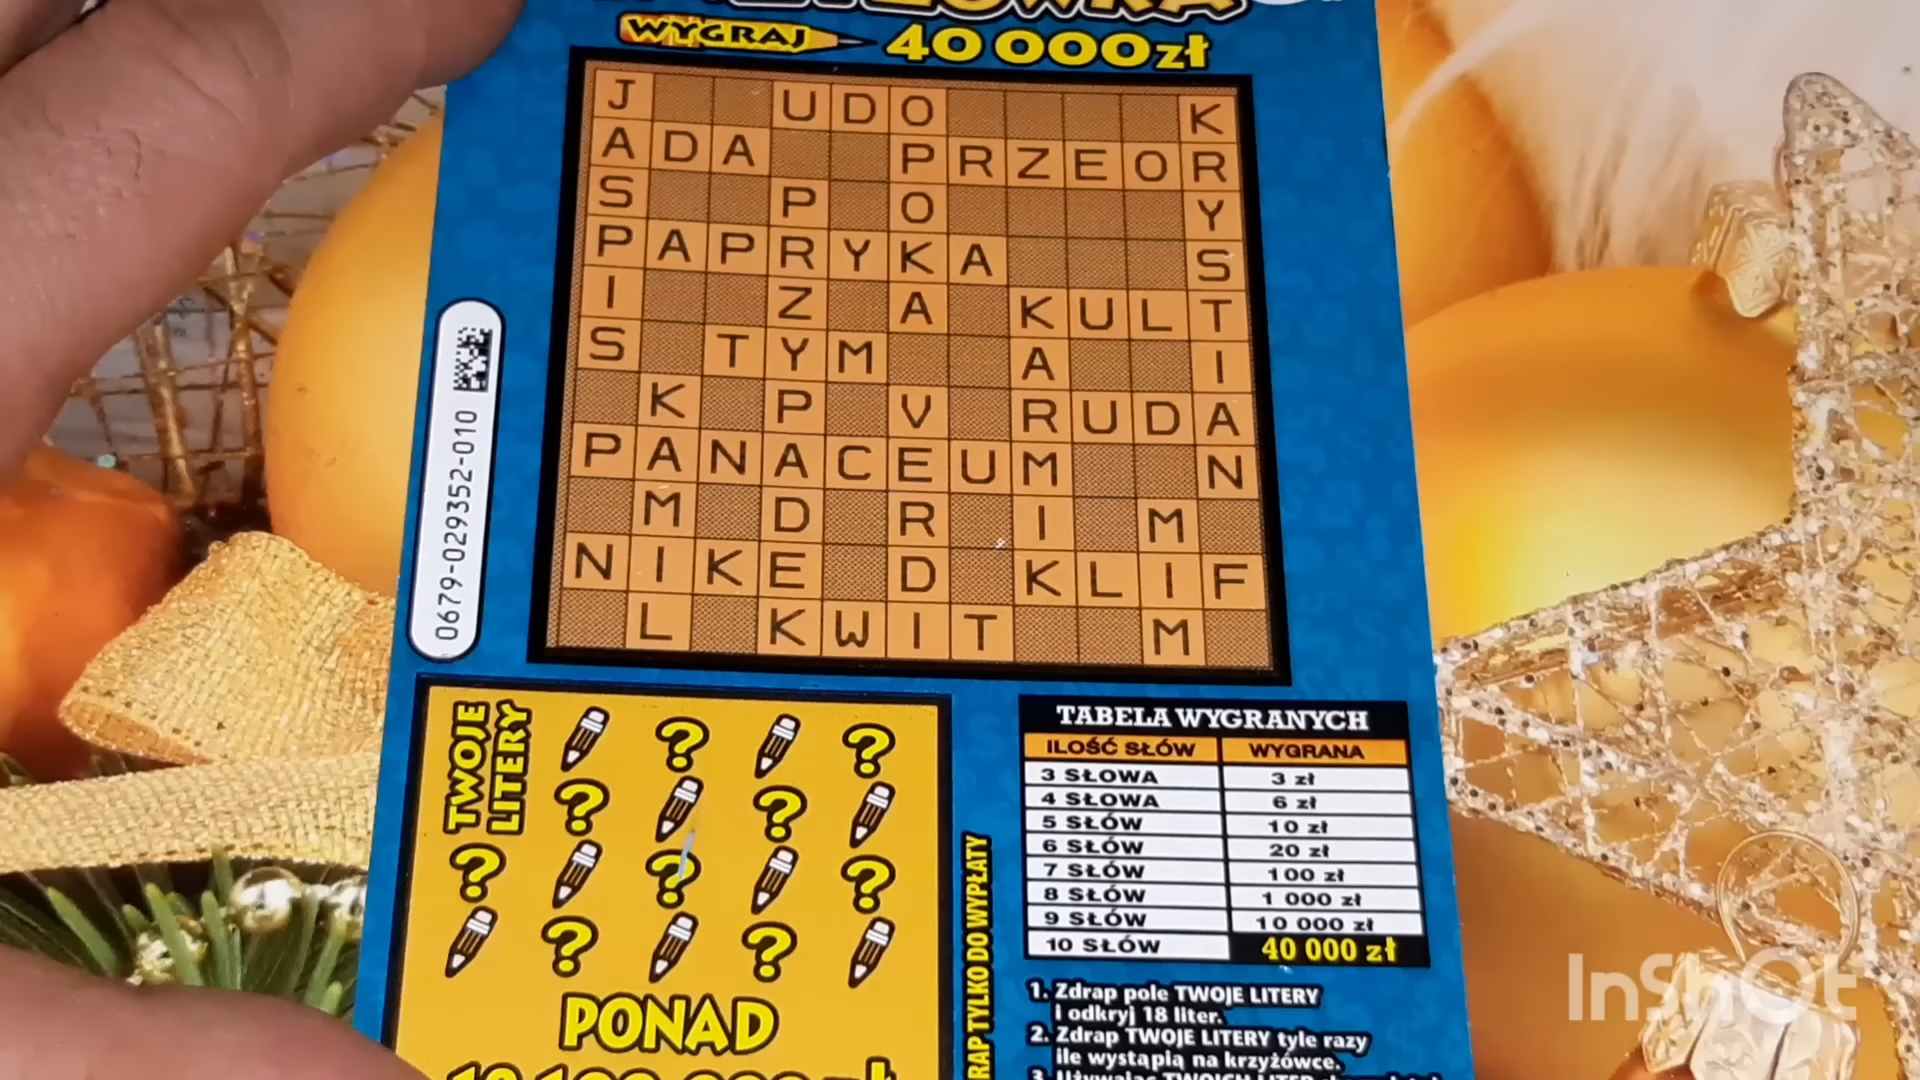 WYGRAJ 40 000 zł
J U D O K
A D A P R Z E O R
S P O Y
P A P R Y K A S
I Z A K U L T
S T Y M A I
K P V R U D A
P A N A C E U M N
M D R I M
N I K E D K L I F
L K W I T M
0679-029352-010
TWOJE
LITERY
PONAD
TABELA WYGRANYCH
ILOŚĆ SŁÓW WYGRANA
3 SŁOWA 3 zł
4 SŁOWA 6 zł
5 SŁÓW 10 zł
6 SŁÓW 20 zł
7 SŁÓW 100 zł
8 SŁÓW 1 000 zł
9 SŁÓW 10 000 zł
10 SŁÓW 40 000 zł
RAP TYLKO DO WYPŁATY
1. Zdrap pole TWOJE LITERY
i odkryj 18 liter.
2. Zdrap TWOJE LITERY tyle razy
ile wystąpią na krzyżówce.
InShOt